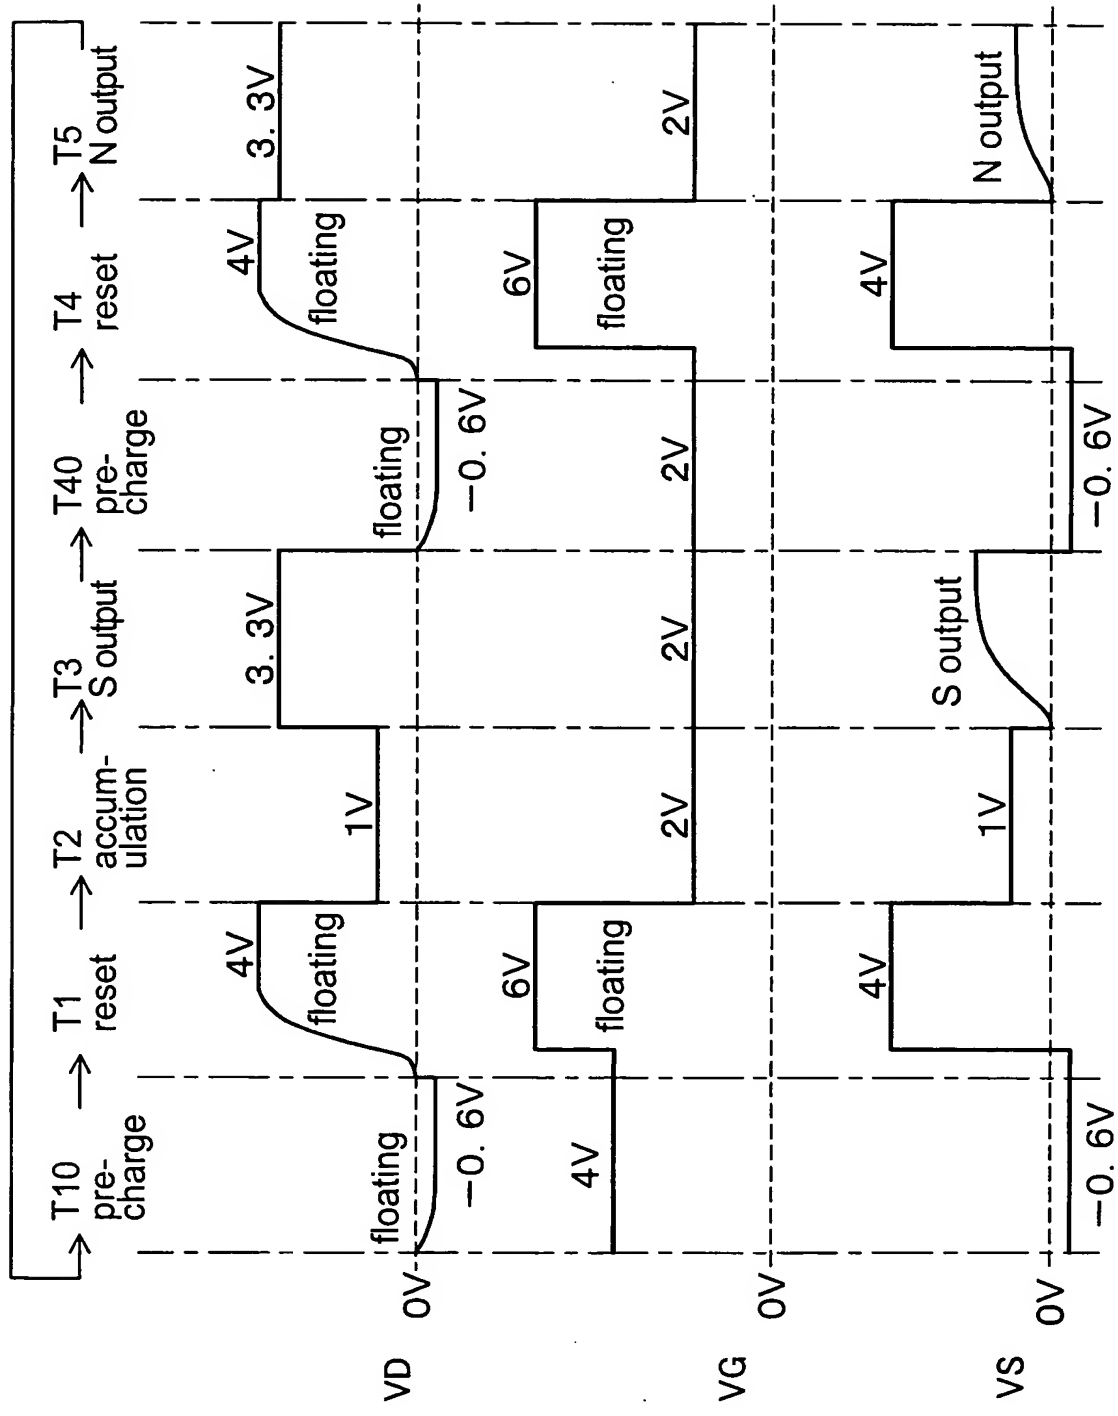 T10 → T1 → T2 → T3 → T40 → T4 → T5
pre-
charge
reset
accum-
ulation
S output
pre-
charge
reset
N output
VD
0V
floating
−0. 6V
floating
4V
1V
3. 3V
floating
−0. 6V
floating
4V
3. 3V
VG
0V
4V
6V
floating
2V
2V
2V
6V
floating
2V
VS
0V
−0. 6V
4V
1V
S output
−0. 6V
4V
N output